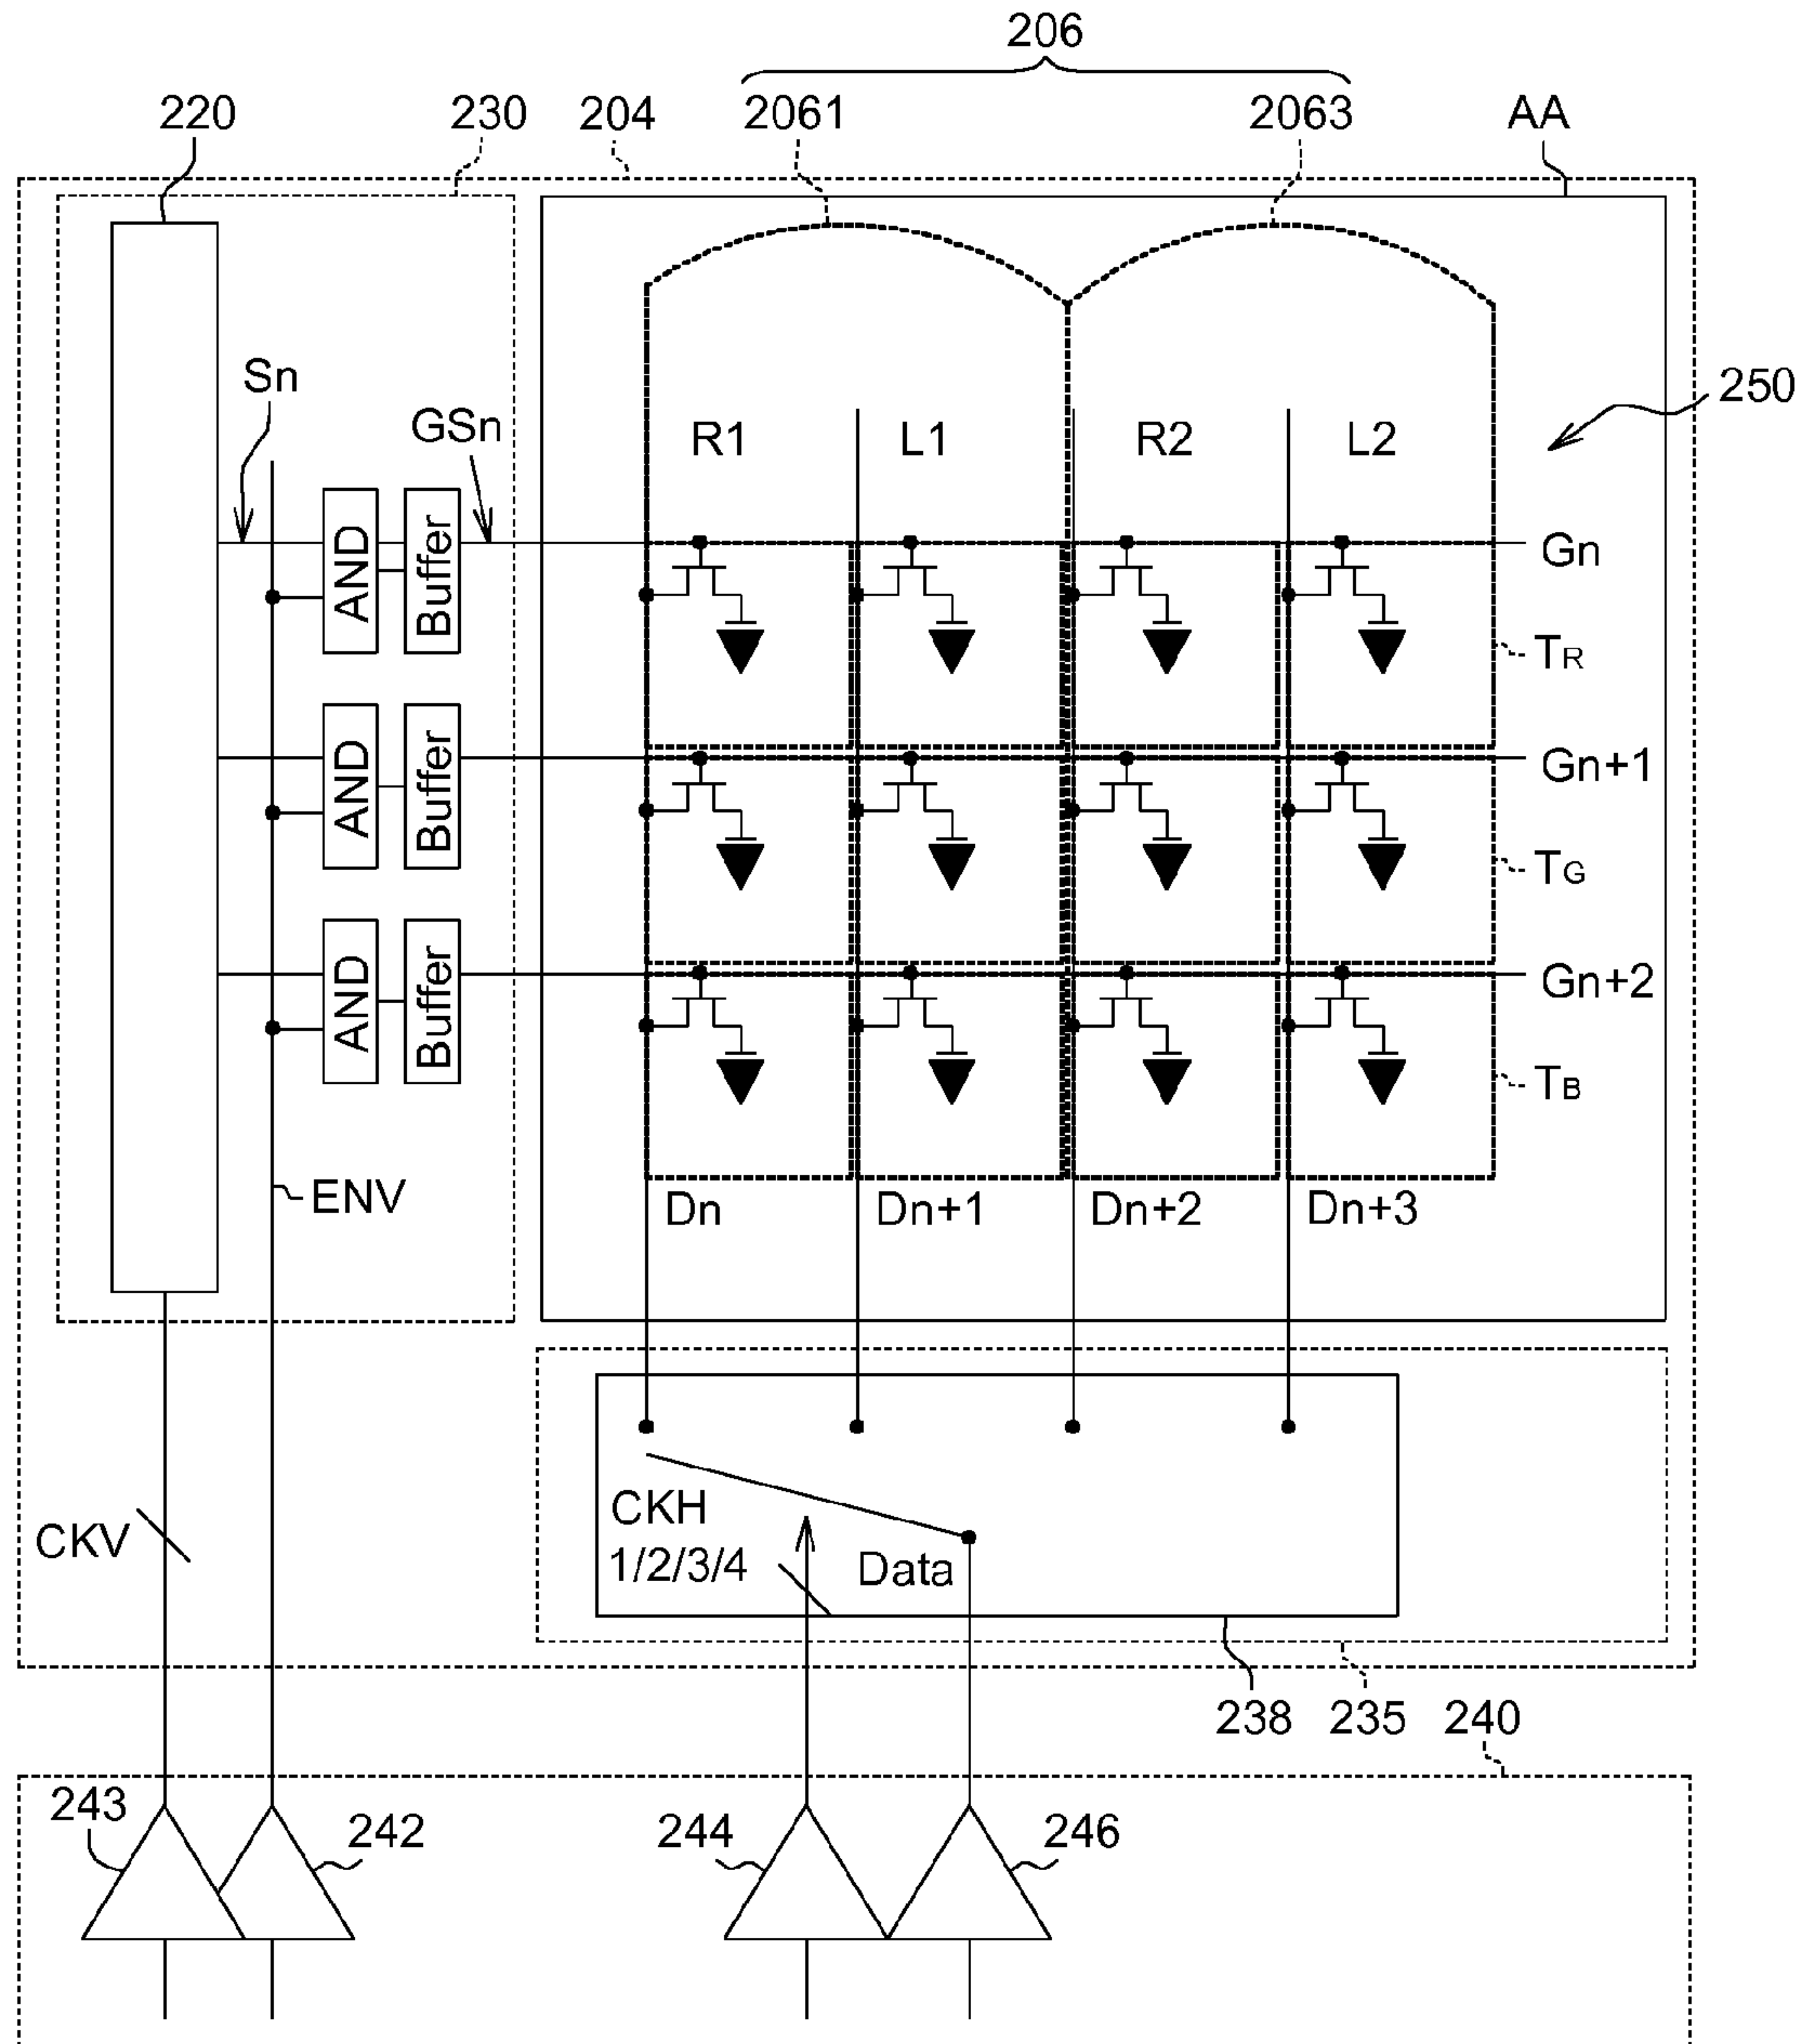 206
220 230 204 2061 2063 AA
Sn
GSn
250
R1 L1 R2 L2
AND Buffer Gn
TR
AND Buffer Gn+1
TG
AND Buffer Gn+2
TB
ENV
Dn Dn+1 Dn+2 Dn+3
CKV
CKH
1/2/3/4 Data
238 235 240
243 242 244 246